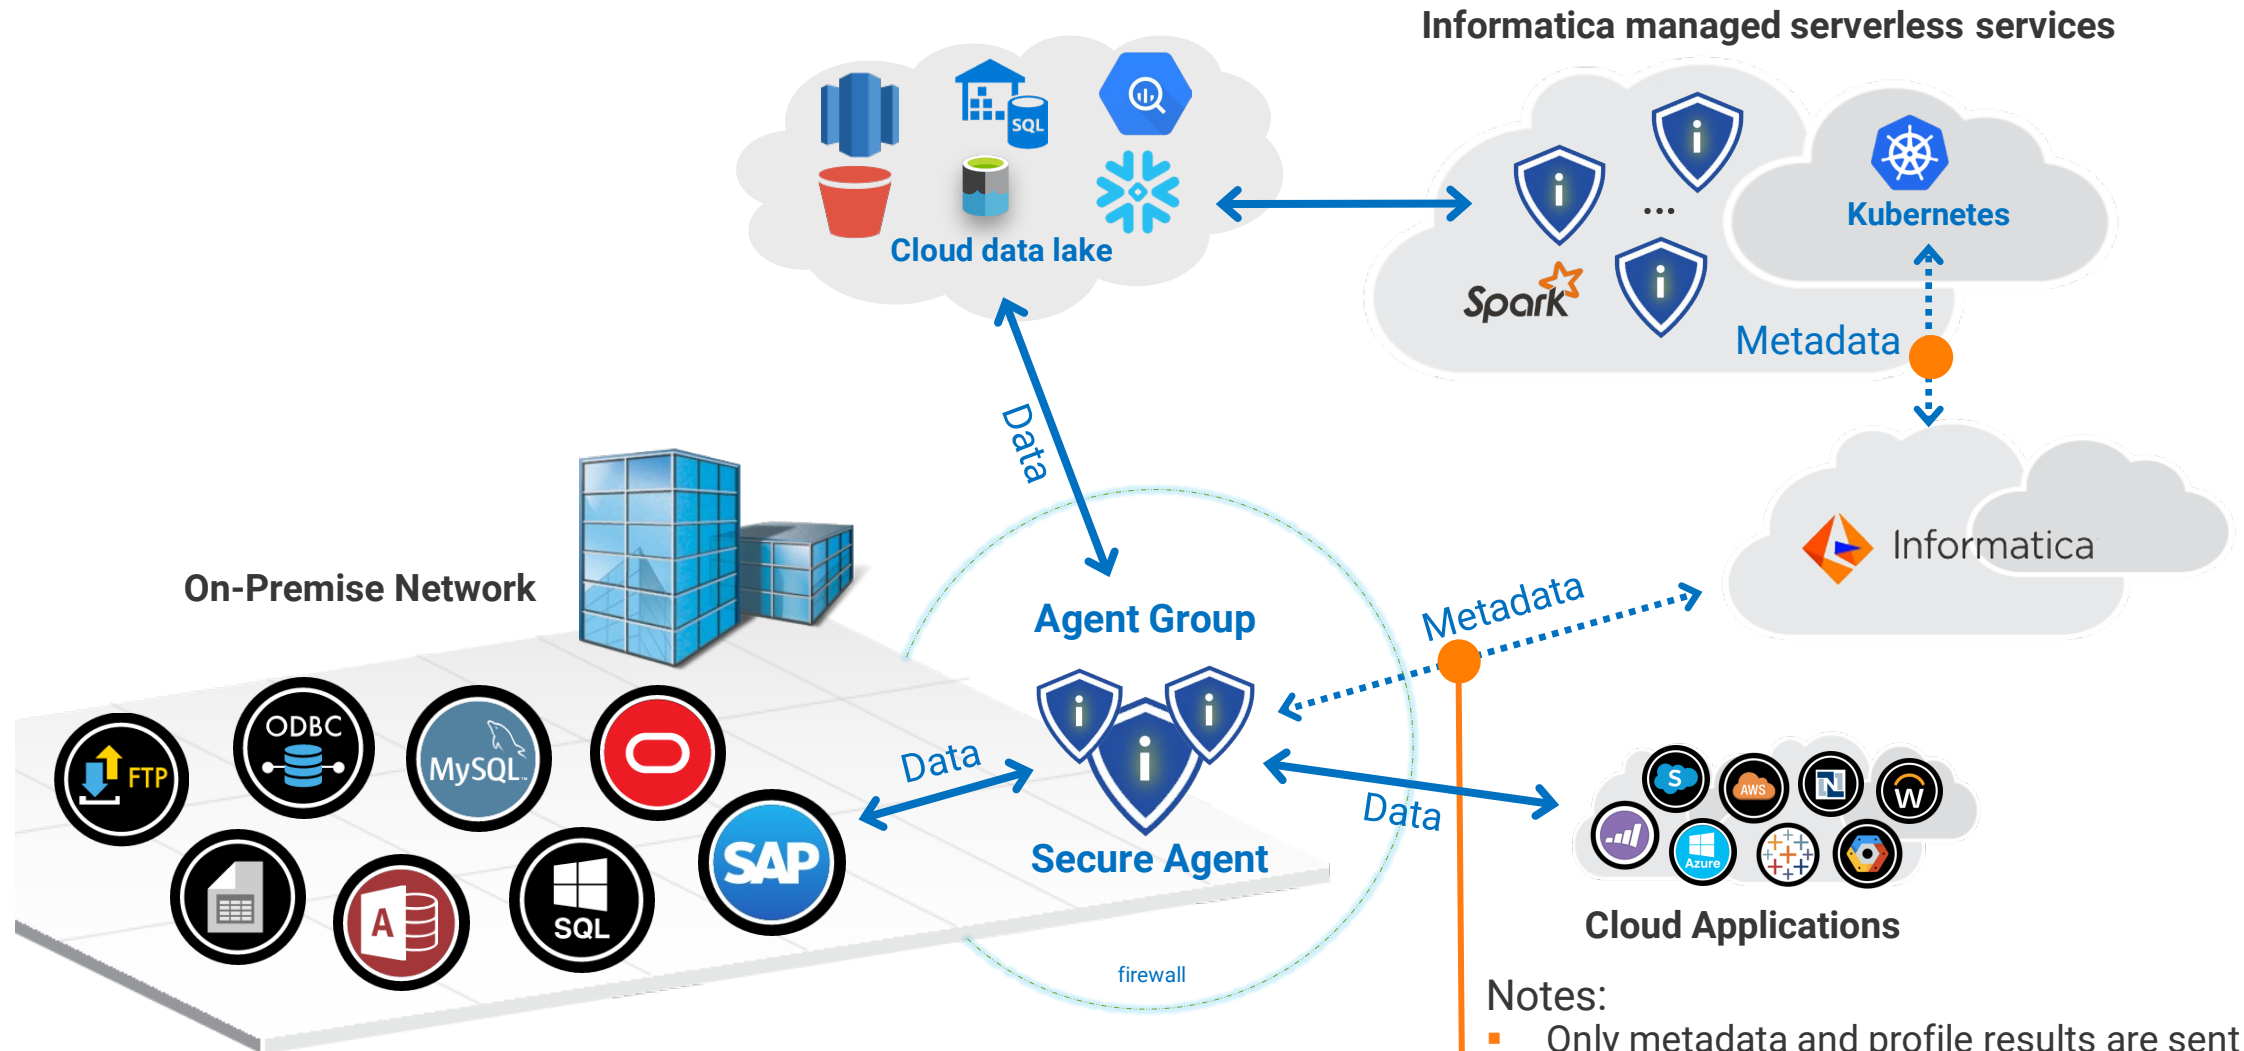 Informatica managed serverless services
SQL
Cloud data lake
i
i
...
i
Spark
Kubernetes
Metadata
Data
Informatica
On-Premise Network
Agent Group
Metadata
i
i
i
Secure Agent
Data
Data
FTP
ODBC
MySQL™
A
SQL
SAP
S
AWS
N
W
Azure
Cloud Applications
firewall
Notes:
▪ Only metadata and profile results are sent